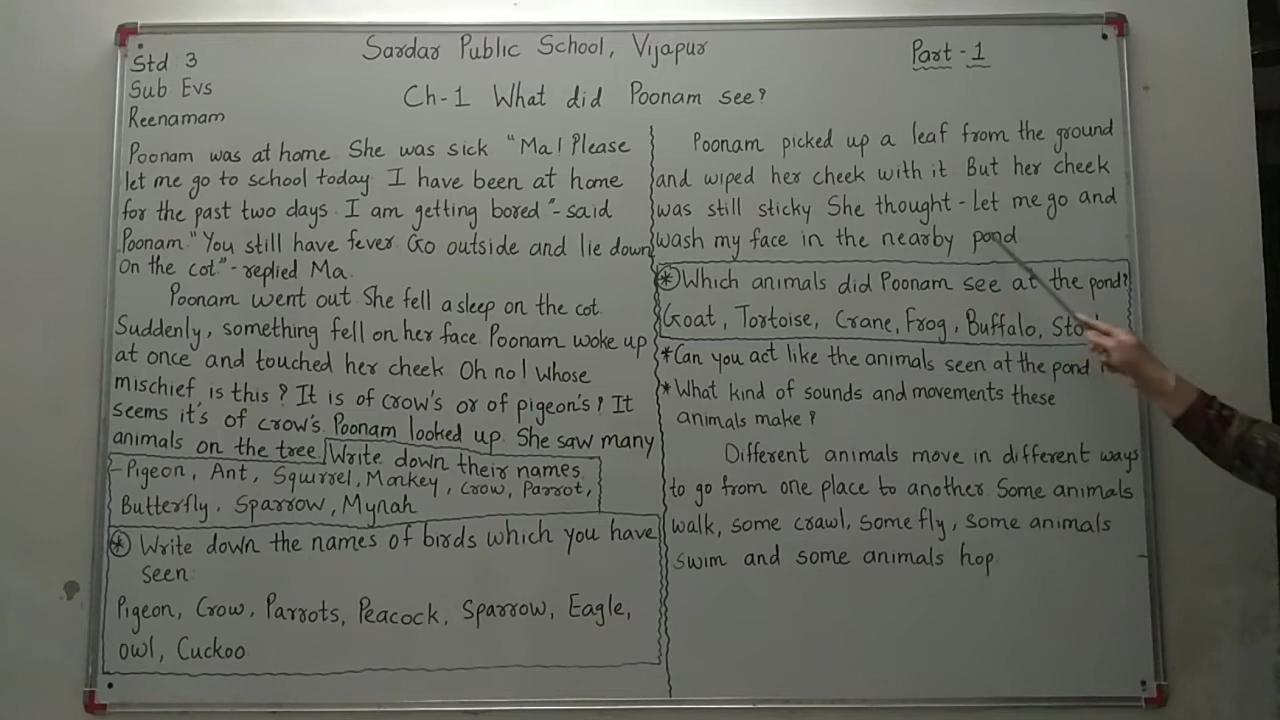 Sardar Public School, Vijapur
Part-1
Std 3
Sub Evs
Reenamam
Ch-1 What did Poonam see?
Poonam was at home. She was sick "Ma! Please
let me go to school today. I have been at home
for the past two days. I am getting bored"-said
Poonam "You still have fever Go outside and lie down
on the cot."-replied Ma.
Poonam went out She fell asleep on the cot.
Suddenly, something fell on her face Poonam woke up
at once and touched her cheek Oh no! Whose
mischief, is this? It is of crow's or of pigeon's? It
seems it's of crow's. Poonam looked up. She saw many
animals on the tree. Write down their names
-Pigeon, Ant, Squirrel, Monkey, Crow, Parrot,
Butterfly, Sparrow, Mynah
* Write down the names of birds which you have
seen
Pigeon, Crow, Parrots, Peacock, Sparrow, Eagle,
owl, Cuckoo
Poonam picked up a leaf from the ground
and wiped her cheek with it. But her cheek
was still sticky She thought-Let me go and
wash my face in the nearby pond
* Which animals did Poonam see at the pond?
Goat, Tortoise, Crane, Frog, Buffalo,
*Can you act like the animals seen at the pond
*What kind of sounds and movements these
animals make?
Different animals move in different ways
to go from one place to another. Some animals
walk, some crawl, some fly, some animals
swim and some animals hop